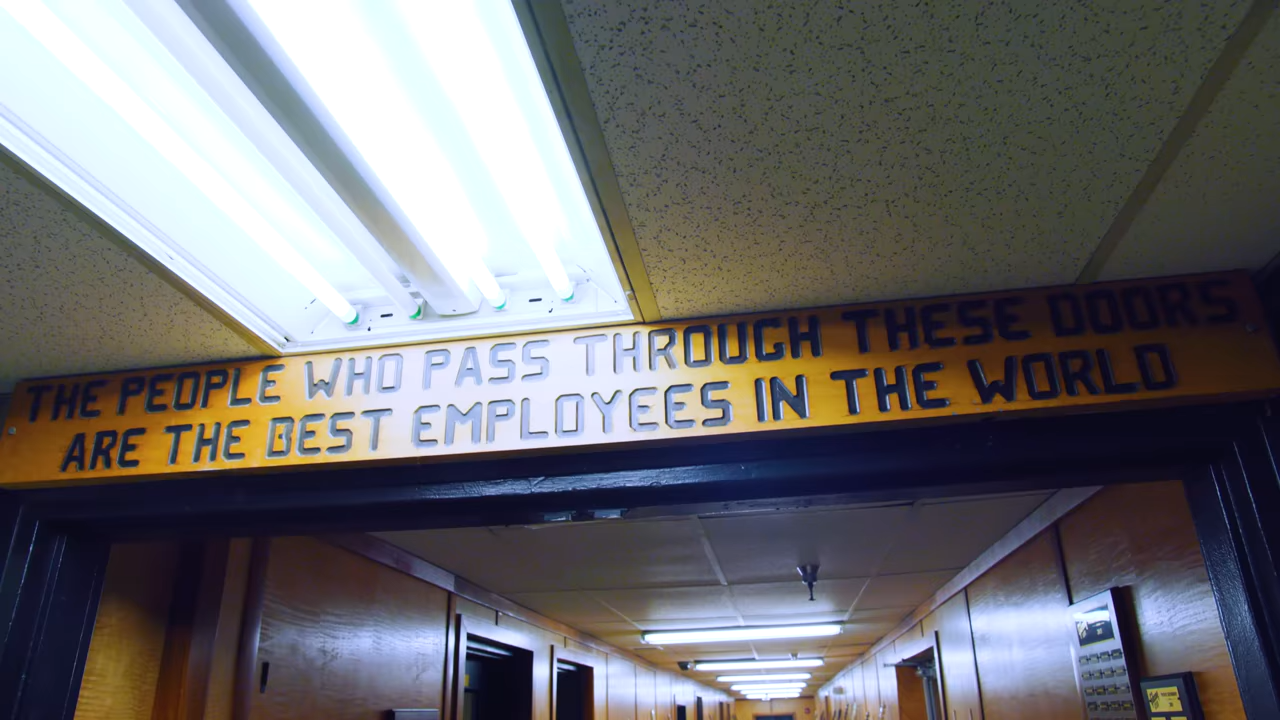 THE PEOPLE WHO PASS THROUGH THESE DOORS
ARE THE BEST EMPLOYEES IN THE WORLD